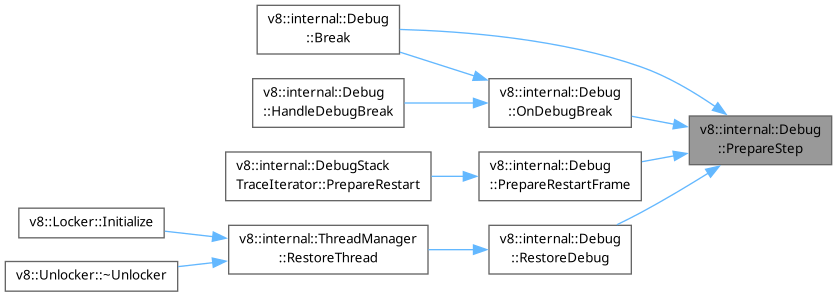 v8::internal::Debug
::Break
v8::internal::Debug
::HandleDebugBreak
v8::internal::Debug
::OnDebugBreak
v8::internal::Debug
::PrepareStep
v8::internal::DebugStack
TraceIterator::PrepareRestart
v8::internal::Debug
::PrepareRestartFrame
v8::Locker::Initialize
v8::internal::ThreadManager
::RestoreThread
v8::internal::Debug
::RestoreDebug
v8::Unlocker::~Unlocker